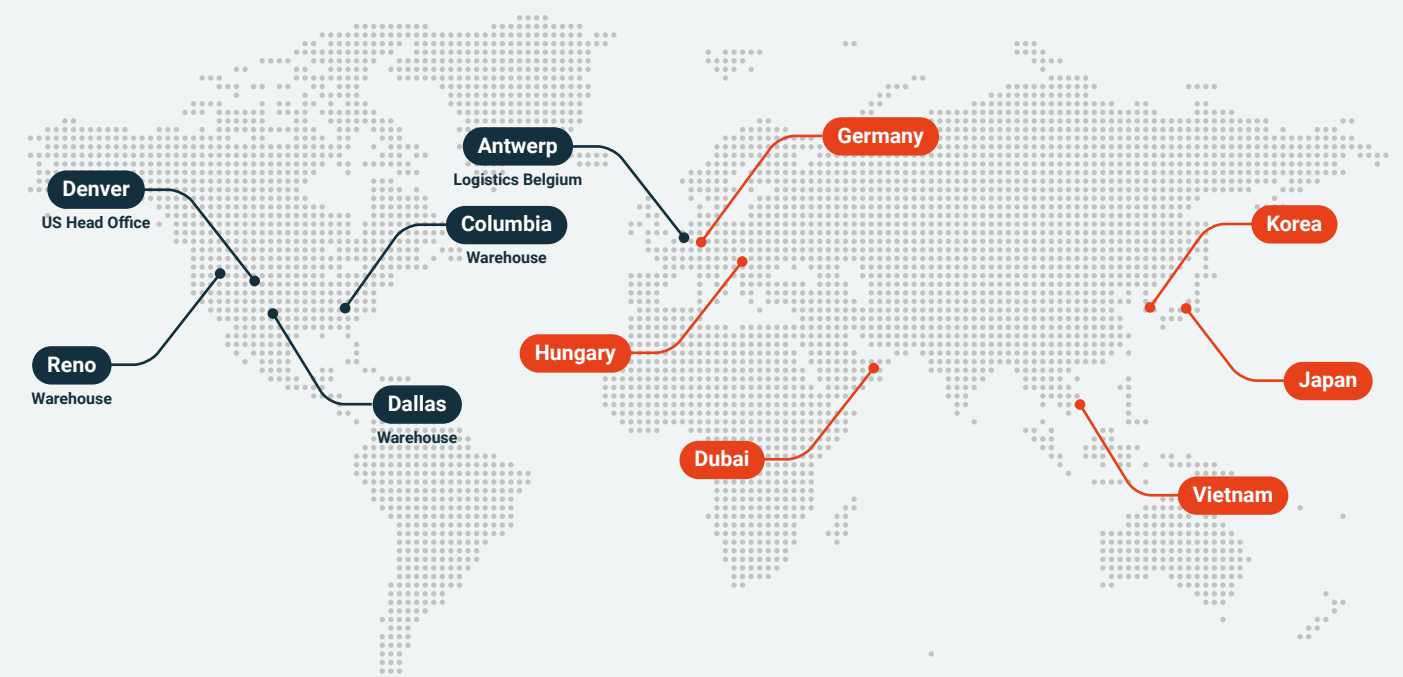 Germany
Antwerp
Logistics Belgium
Denver
US Head Office
Columbia
Warehouse
Korea
Hungary
Reno
Warehouse
Japan
Dallas
Warehouse
Dubai
Vietnam